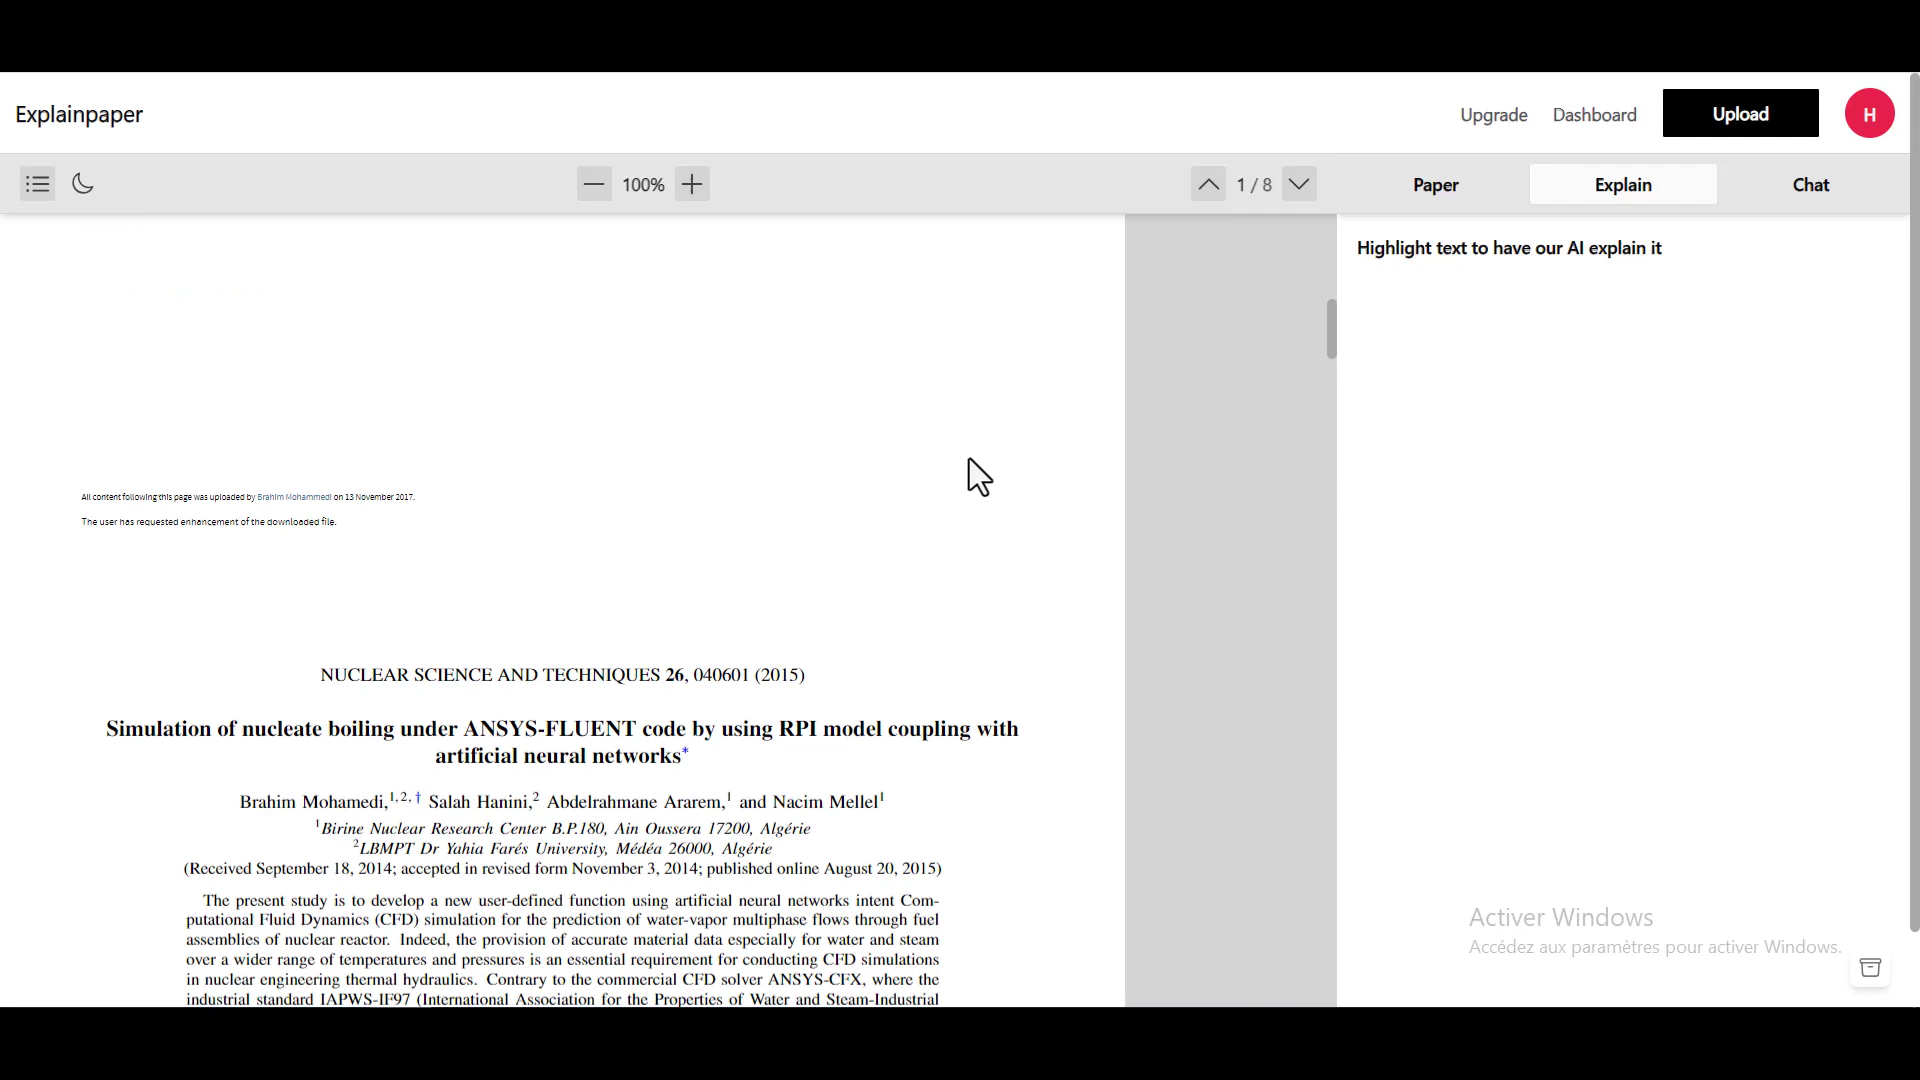 Explainpaper
Upgrade Dashboard Upload H
100% 1 / 8 Paper Explain Chat
Highlight text to have our AI explain it
All content following this page was uploaded by Brahim Mohammedi on 13 November 2017.
The user has requested enhancement of the downloaded file.
NUCLEAR SCIENCE AND TECHNIQUES 26, 040601 (2015)
Simulation of nucleate boiling under ANSYS-FLUENT code by using RPI model coupling with
artificial neural networks*
Brahim Mohamedi,1,2,† Salah Hanini,2 Abdelrahmane Ararem,1 and Nacim Mellel1
1Birine Nuclear Research Center B.P.180, Ain Oussera 17200, Algérie
2LBMPT Dr Yahia Farés University, Médéa 26000, Algérie
(Received September 18, 2014; accepted in revised form November 3, 2014; published online August 20, 2015)
The present study is to develop a new user-defined function using artificial neural networks intent Com-
putational Fluid Dynamics (CFD) simulation for the prediction of water-vapor multiphase flows through fuel
assemblies of nuclear reactor. Indeed, the provision of accurate material data especially for water and steam
over a wider range of temperatures and pressures is an essential requirement for conducting CFD simulations
in nuclear engineering thermal hydraulics. Contrary to the commercial CFD solver ANSYS-CFX, where the
industrial standard IAPWS-IF97 (International Association for the Properties of Water and Steam-Industrial
Activer Windows
Accédez aux paramètres pour activer Windows.